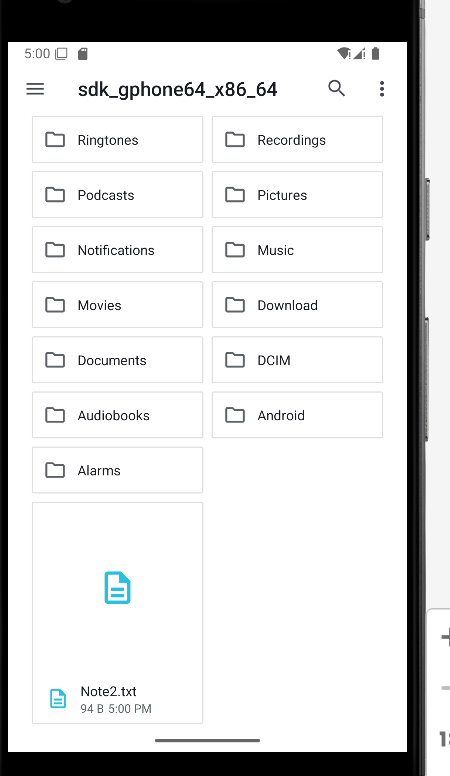 5:00
sdk_gphone64_x86_64
Ringtones
Recordings
Podcasts
Pictures
Notifications
Music
Movies
Download
Documents
DCIM
Audiobooks
Android
Alarms
Note2.txt
94 B 5:00 PM